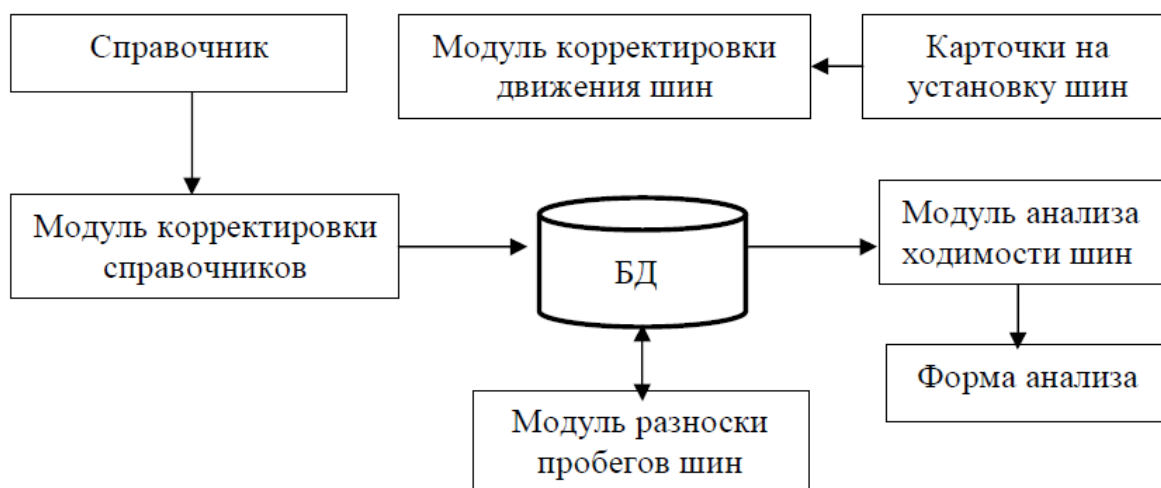 Справочник
Модуль корректировки
движения шин
Карточки на
установку шин
Модуль корректировки
справочников
БД
Модуль анализа
ходимости шин
Форма анализа
Модуль разноски
пробегов шин